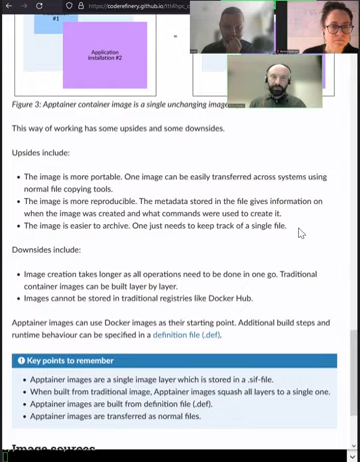 https://coderefinery.github.io/ttt4hpc_c
#1
Application
Installation #2
Figure 3: Apptainer container image is a single unchanging image
This way of working has some upsides and some downsides.
Upsides include:
• The image is more portable. One image can be easily transferred across systems using
normal file copying tools.
• The image is more reproducible. The metadata stored in the file gives information on
when the image was created and what commands were used to create it.
• The image is easier to archive. One just needs to keep track of a single file.
Downsides include:
• Image creation takes longer as all operations need to be done in one go. Traditional
container images can be built layer by layer.
• Images cannot be stored in traditional registries like Docker Hub.
Apptainer images can use Docker images as their starting point. Additional build steps and
runtime behaviour can be specified in a definition file (.def).
Key points to remember
• Apptainer images are a single image layer which is stored in a .sif-file.
• When built from traditional image, Apptainer images squash all layers to a single one.
• Apptainer images are built from definition file (.def).
• Apptainer images are transferred as normal files.
Image sources